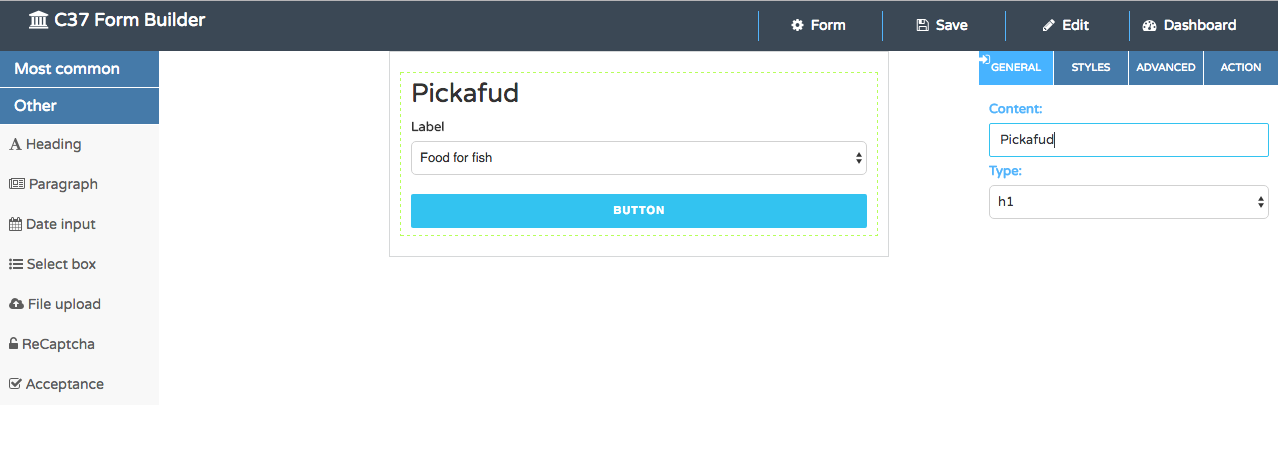 C37 Form Builder
Form
Save
Edit
Dashboard
Most common
Other
Heading
Paragraph
Date input
Select box
File upload
ReCaptcha
Acceptance
Pickafud
Label
Food for fish
BUTTON
GENERAL
STYLES
ADVANCED
ACTION
Content:
Pickafud
Type:
h1